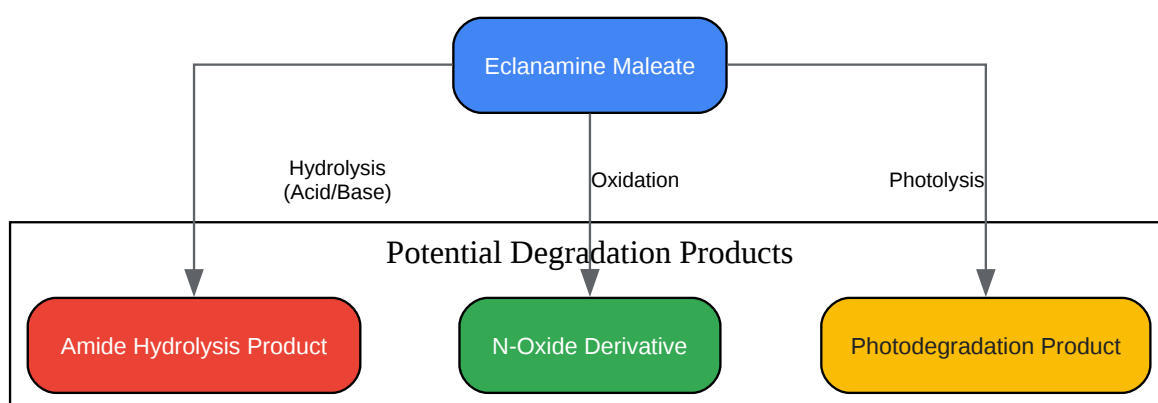 Eclanamine Maleate
Hydrolysis
(Acid/Base)
Oxidation
Photolysis
Potential Degradation Products
Amide Hydrolysis Product
N-Oxide Derivative
Photodegradation Product